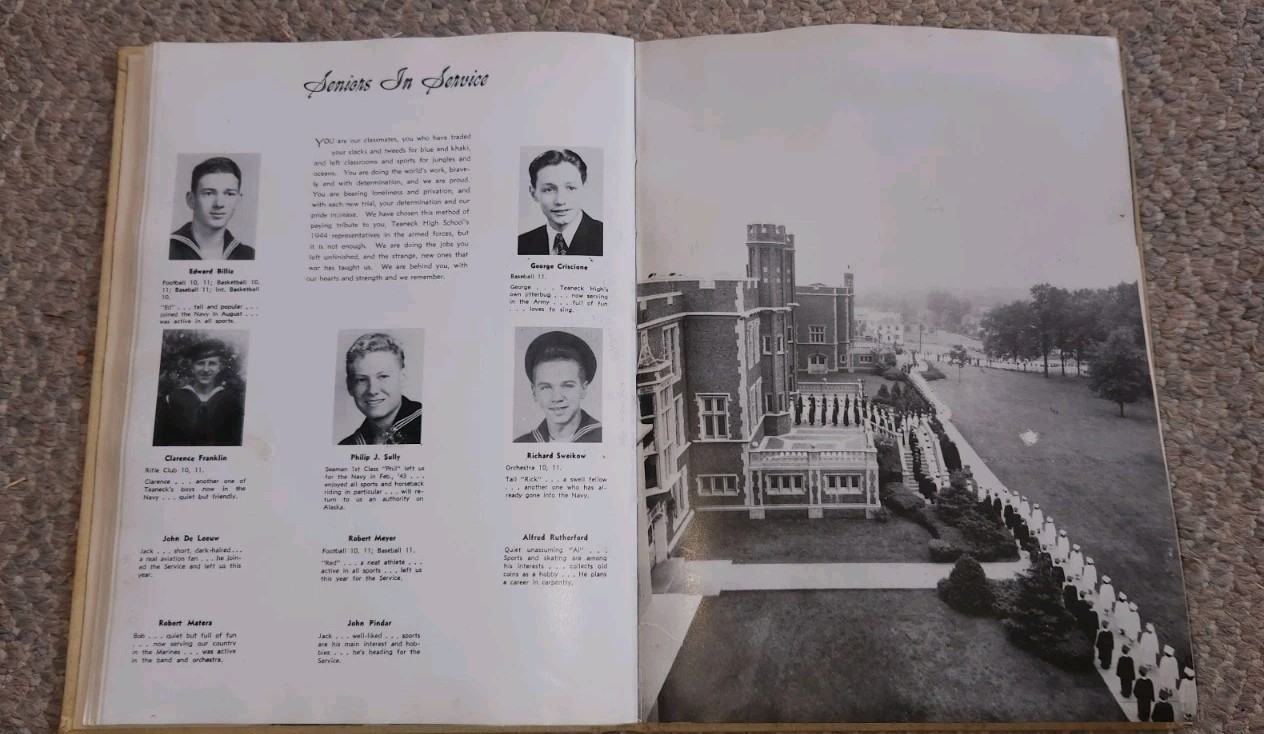 Seniors In Service
YOU are our classmates, you who have traded
your slacks and tweeds for blue and khaki,
and left classrooms and sports for jungles and
oceans. You are doing the world's work, brave-
ly and with determination, and we are proud.
You are bearing loneliness and privation, and
with each new trial, your determination and our
pride increase. We have chosen this method of
paying tribute to you, Teaneck High School's
1944 representatives in the armed forces, but
it is not enough. We are doing the jobs you
left unfinished, and the strange, new ones that
war has taught us. We are behind you, with
our hearts and strength and we remember.
Edward Billie
Football 10, 11; Basketball 10,
11; Baseball 11; Int. Basketball
10.
"Ed" . . . tall and popular . . .
joined the Navy in August . . .
was active in all sports.
George Criscione
Baseball 11.
George . . . Teaneck High's
own jitterbug . . . now serving
in the Army . . . full of fun
. . . loves to sing.
Clarence Franklin
Rifle Club 10, 11.
Clarence . . . another one of
Teaneck's boys now in the
Navy . . . quiet but friendly.
Philip J. Sully
Seaman 1st Class "Phil" left us
for the Navy in Feb., '43 . . .
enjoyed all sports and horseback
riding in particular . . . will re-
turn to us an authority on
Alaska.
Richard Swaikow
Orchestra 10, 11.
Tall "Rick" . . . a swell fellow
. . . another one who has al-
ready gone into the Navy.
John De Leeuw
Jack . . . short, dark-haired . . .
a real aviation fan . . . he join-
ed the Service and left us this
year.
Robert Meyer
Football 10, 11; Baseball 11.
"Red" . . . a neat athlete . . .
active in all sports . . . left us
this year for the Service.
Alfred Rutherford
Quiet unassuming "Al" . . .
Sports and skating are among
his interests . . . collects old
coins as a hobby . . . He plans
a career in carpentry.
Robert Matera
Bob . . . quiet but full of fun
. . . now serving our country
in the Marines . . . was active
in the band and orchestra.
John Pindar
Jack . . . well-liked . . . sports
are his main interest and hob-
bies . . . he's heading for the
Service.